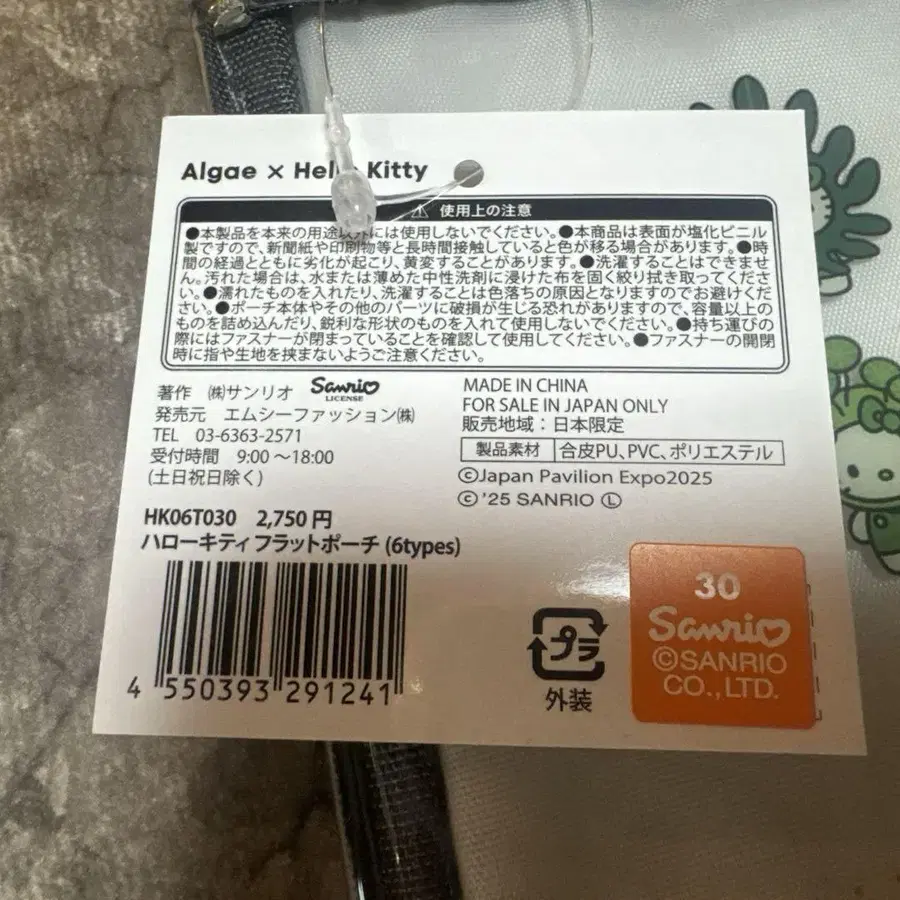 Algae × Hello Kitty
⚠ 使用上の注意
●本製品を本来の用途以外には使用しないでください。●本商品は表面が塩化ビニル
製ですので、新聞紙や印刷物等と長時間接触していると色が移る場合があります。●時
間の経過とともに劣化が起こり、黄変することがあります。●洗濯することはできませ
ん。汚れた場合は、水または薄めた中性洗剤に浸けた布を固く絞り拭き取ってくださ
い。●濡れたものを入れたり、洗濯することは色落ちの原因となりますのでお避けくだ
さい。●ポーチ本体やその他のパーツに破損が生じる恐れがありますので、容量以上の
ものを詰め込んだり、鋭利な形状のものを入れて使用しないでください。●持ち運びの
際にはファスナーが閉まっていることを確認して使用してください。●ファスナーの開閉
時に指や生地を挟まないようご注意ください。
著作 ㈱サンリオ Sanrio LICENSE
発売元 エムシーファッション㈱
TEL 03-6363-2571
受付時間 9:00~18:00
(土日祝日除く)
MADE IN CHINA
FOR SALE IN JAPAN ONLY
販売地域:日本限定
製品素材 合皮PU、PVC、ポリエステル
©Japan Pavilion Expo2025
© '25 SANRIO Ⓛ
HK06T030 2,750円
ハローキティフラットポーチ (6types)
4 550393 291241
プラ
外装
30
Sanrio
©SANRIO
CO.,LTD.